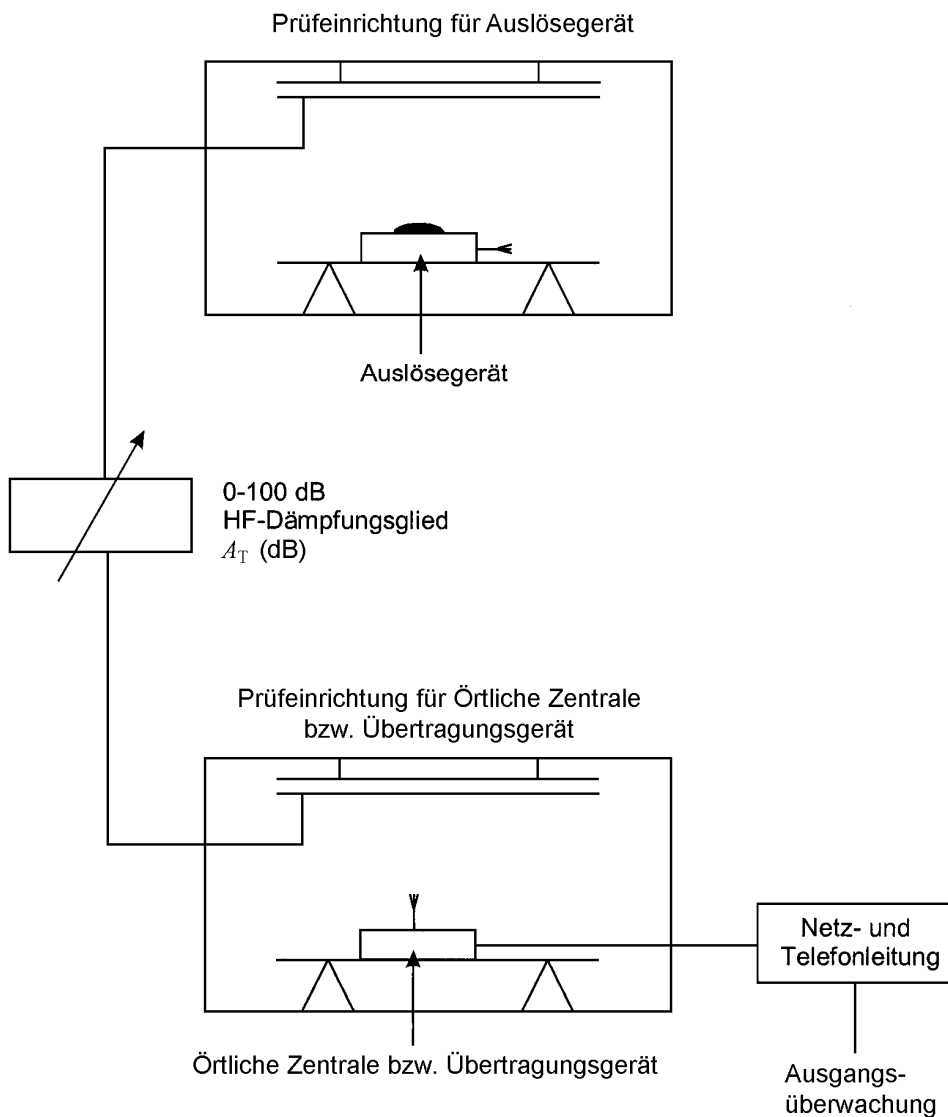 Prüfeinrichtung für Auslösegerät
Auslösegerät
0-100 dB
HF-Dämpfungsglied
A_T (dB)
Prüfeinrichtung für Örtliche Zentrale
bzw. Übertragungsgerät
Netz- und
Telefonleitung
Örtliche Zentrale bzw. Übertragungsgerät
Ausgangs-
überwachung